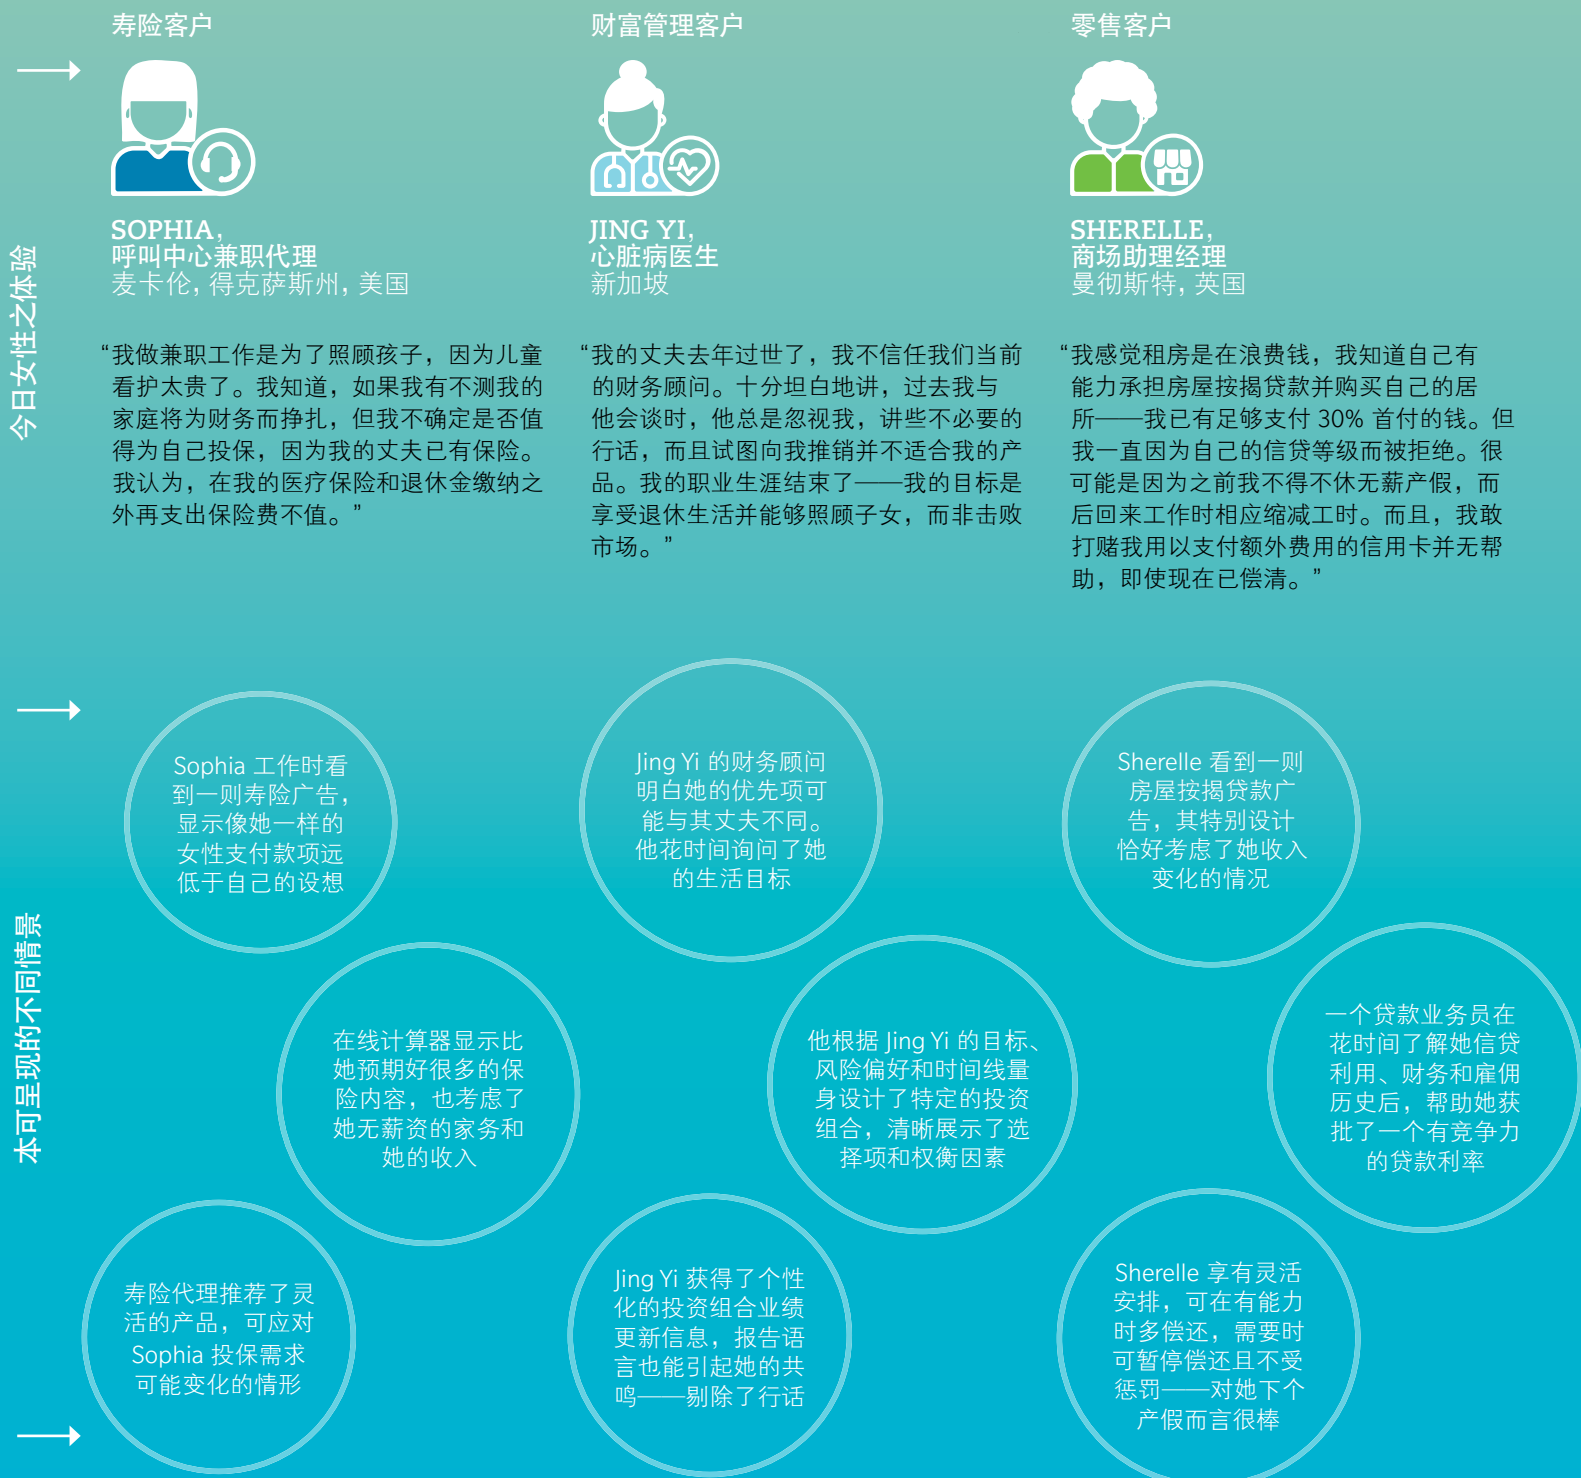 寿险客户
SOPHIA,
呼叫中心兼职代理
麦卡伦, 得克萨斯州, 美国
“我做兼职工作是为了照顾孩子，因为儿童
看护太贵了。我知道，如果我有不测我的
家庭将为财务而挣扎，但我不确定是否值
得为自己投保，因为我的丈夫已有保险。
我认为，在我的医疗保险和退休金缴纳之
外再支出保险费不值。”
财富管理客户
JING YI,
心脏病医生
新加坡
“我的丈夫去年过世了，我不信任我们当前
的财务顾问。十分坦白地讲，过去我与
他会谈时，他总是忽视我，讲些不必要的
行话，而且试图向我推销并不适合我的产
品。我的职业生涯结束了——我的目标是
享受退休生活并能够照顾子女，而非击败
市场。”
零售客户
SHERELLE,
商场助理经理
曼彻斯特, 英国
“我感觉租房是在浪费钱，我知道自己有
能力承担房屋按揭贷款并购买自己的居
所——我已有足够支付 30% 首付的钱。但
我一直因为自己的信贷等级而被拒绝。很
可能是因为之前我不得不休无薪产假，而
后回来工作时相应缩减工时。而且，我敢
打赌我用以支付额外费用的信用卡并无帮
助，即使现在已偿清。”
今日女性之体验
本可呈现的不同情景
Sophia 工作时看
到一则寿险广告，
显示像她一样的
女性支付款项远
低于自己的设想
在线计算器显示比
她预期好很多的保
险内容，也考虑了
她无薪资的家务和
她的收入
寿险代理推荐了灵
活的产品，可应对
Sophia 投保需求
可能变化的情形
Jing Yi 的财务顾问
明白她的优先项可
能与其丈夫不同。
他花时间询问了她
的生活目标
他根据 Jing Yi 的目标、
风险偏好和时间线量
身设计了特定的投资
组合，清晰展示了选
择项和权衡因素
Jing Yi 获得了个性
化的投资组合业绩
更新信息，报告语
言也能引起她的共
鸣——剔除了行话
Sherelle 看到一则
房屋按揭贷款广
告，其特别设计
恰好考虑了她收入
变化的情况
一个贷款业务员在
花时间了解她信贷
利用、财务和雇佣
历史后，帮助她获
批了一个有竞争力
的贷款利率
Sherelle 享有灵活
安排，可在有能力
时多偿还，需要时
可暂停偿还且不受
惩罚——对她下个
产假而言很棒